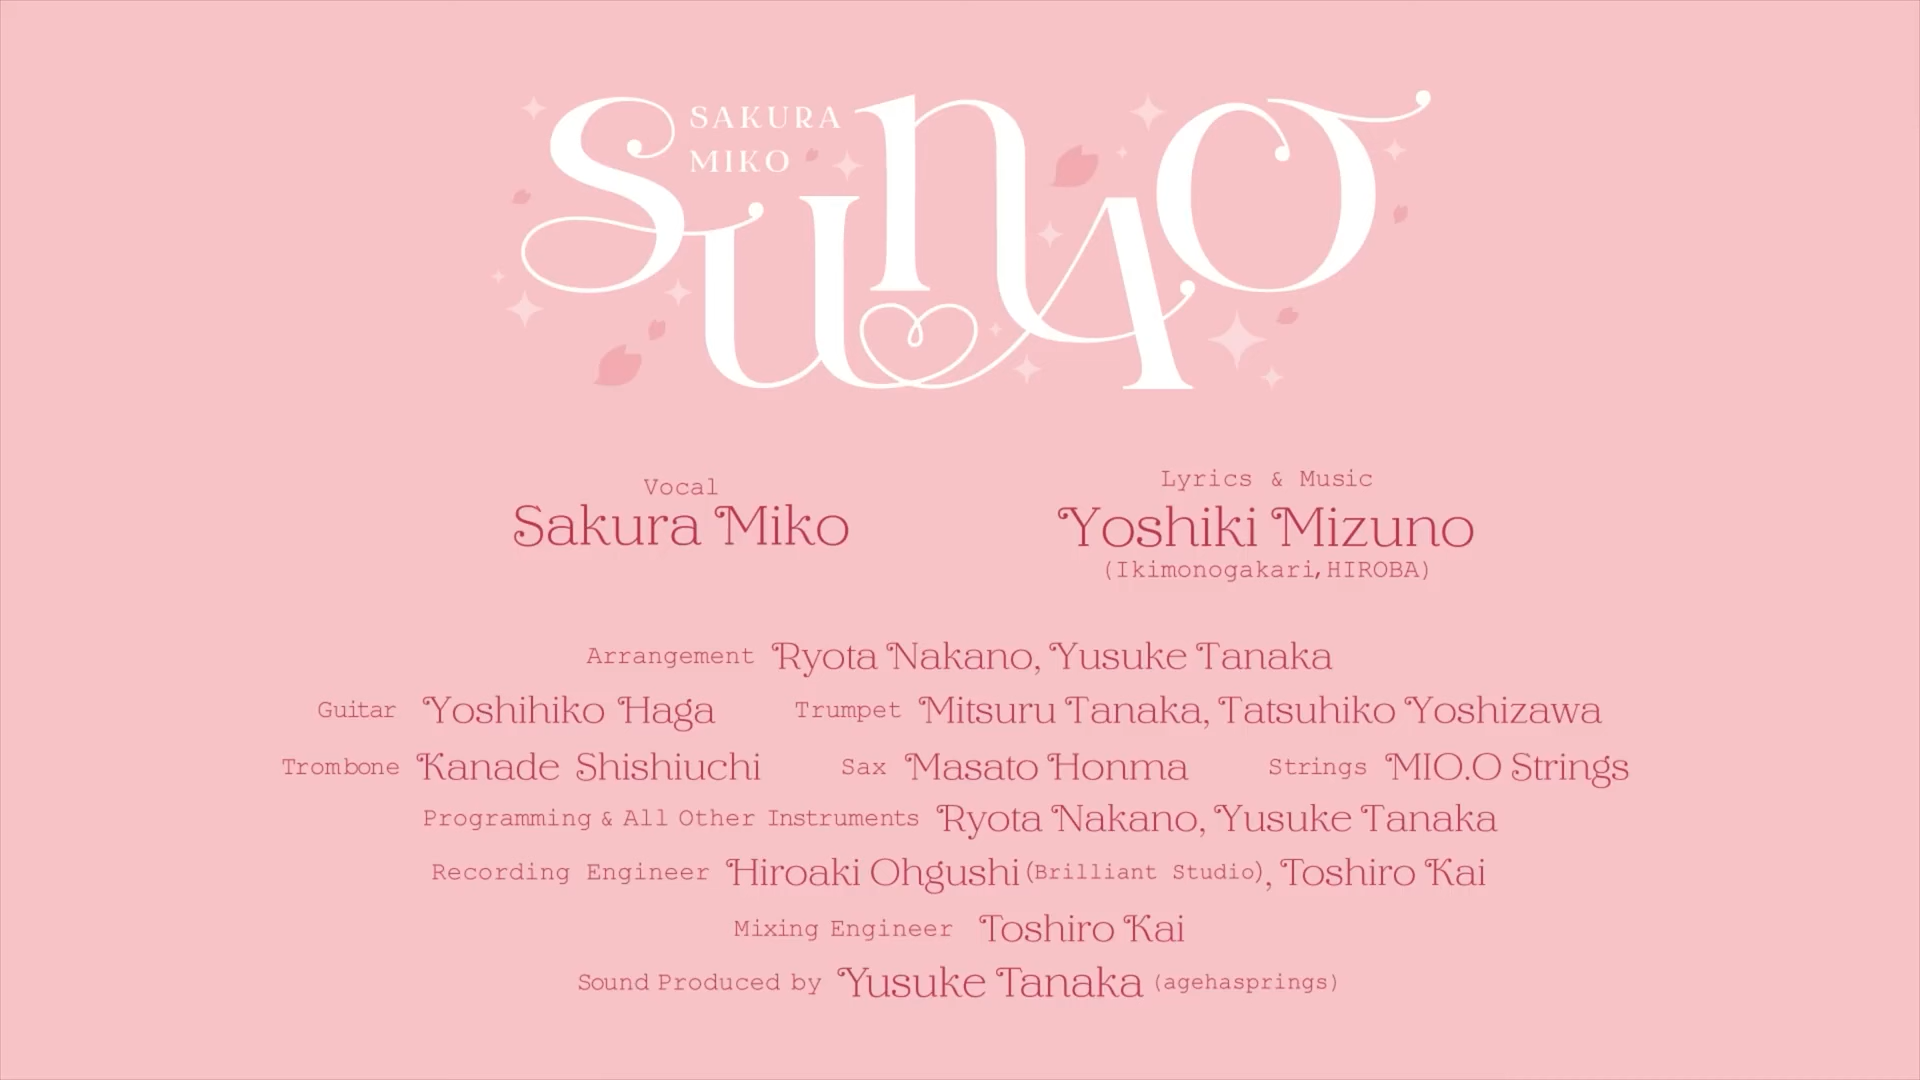 SUNAO
SAKURA
MIKO
Vocal
Sakura Miko
Lyrics & Music
Yoshiki Mizuno
(Ikimonogakari, HIROBA)
Arrangement Ryota Nakano, Yusuke Tanaka
Guitar Yoshihiko Haga Trumpet Mitsuru Tanaka, Tatsuhiko Yoshizawa
Trombone Kanade Shishiuchi Sax Masato Honma Strings MIO.O Strings
Programming & All Other Instruments Ryota Nakano, Yusuke Tanaka
Recording Engineer Hiroaki Ohgushi (Brilliant Studio), Toshiro Kai
Mixing Engineer Toshiro Kai
Sound Produced by Yusuke Tanaka (agehasprings)